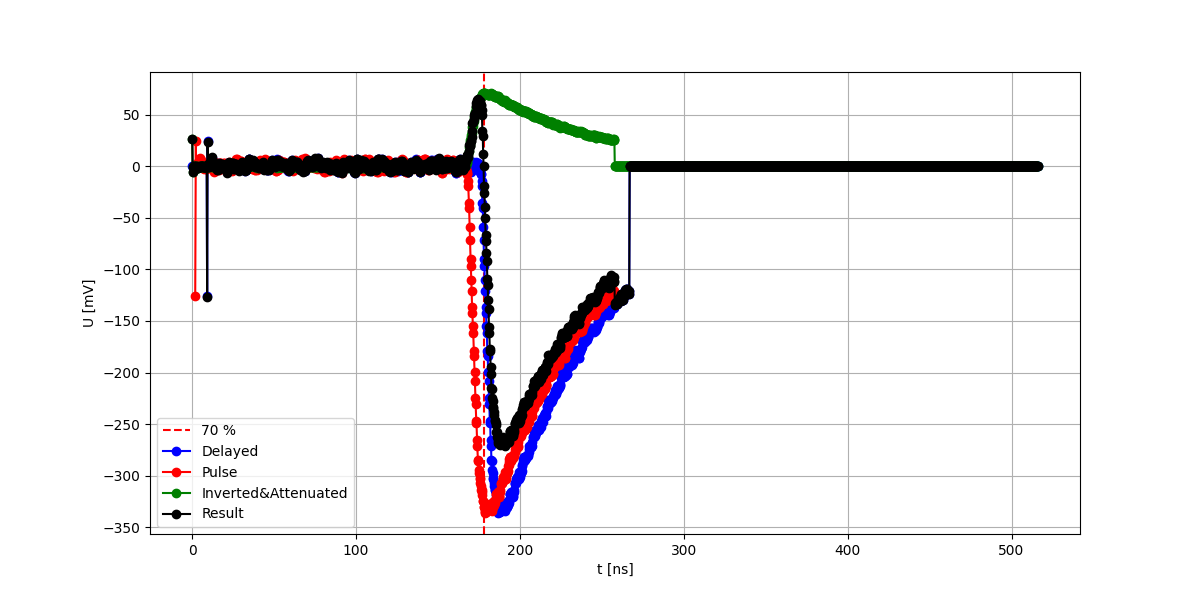 50
0
−50
−100
−150
−200
−250
−300
−350
U [mV]
70 %
Delayed
Pulse
Inverted&Attenuated
Result
0 100 200 300 400 500
t [ns]